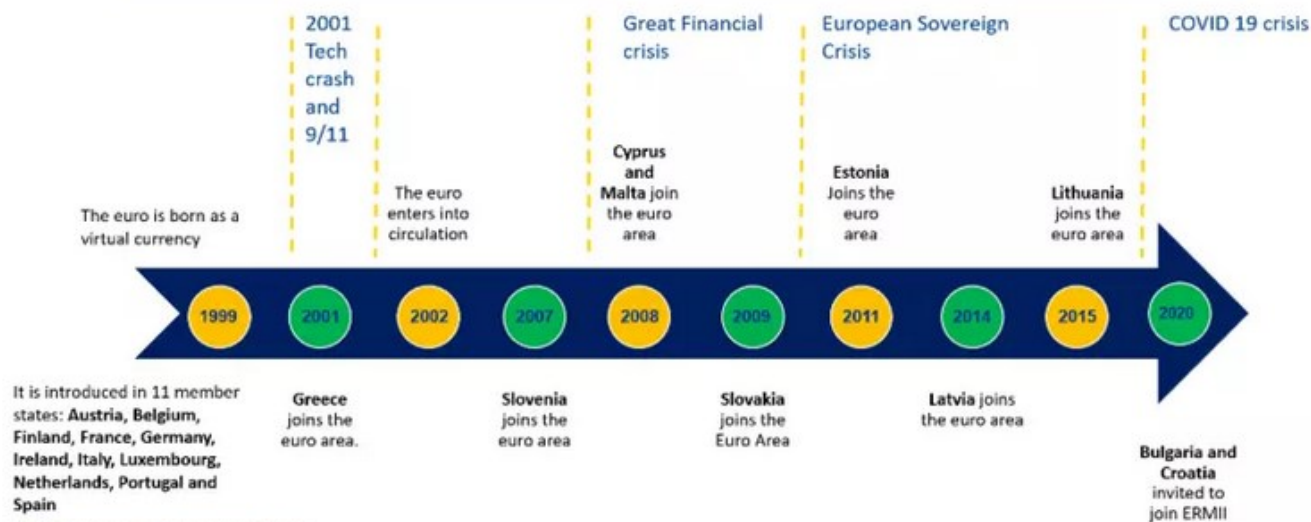 2001
Tech
crash
and
9/11
Great Financial
crisis
European Sovereign
Crisis
COVID 19 crisis
The euro is born as a
virtual currency
The euro
enters into
circulation
Cyprus
and
Malta join
the euro
area
Estonia
Joins the
euro
area
Lithuania
joins the
euro area
1999
2001
2002
2007
2008
2009
2011
2014
2015
2020
It is introduced in 11 member
states: Austria, Belgium,
Finland, France, Germany,
Ireland, Italy, Luxembourg,
Netherlands, Portugal and
Spain
Greece
joins the
euro area.
Slovenia
joins the
euro area
Slovakia
joins the
Euro Area
Latvia joins
the euro area
Bulgaria and
Croatia
invited to
join ERMII